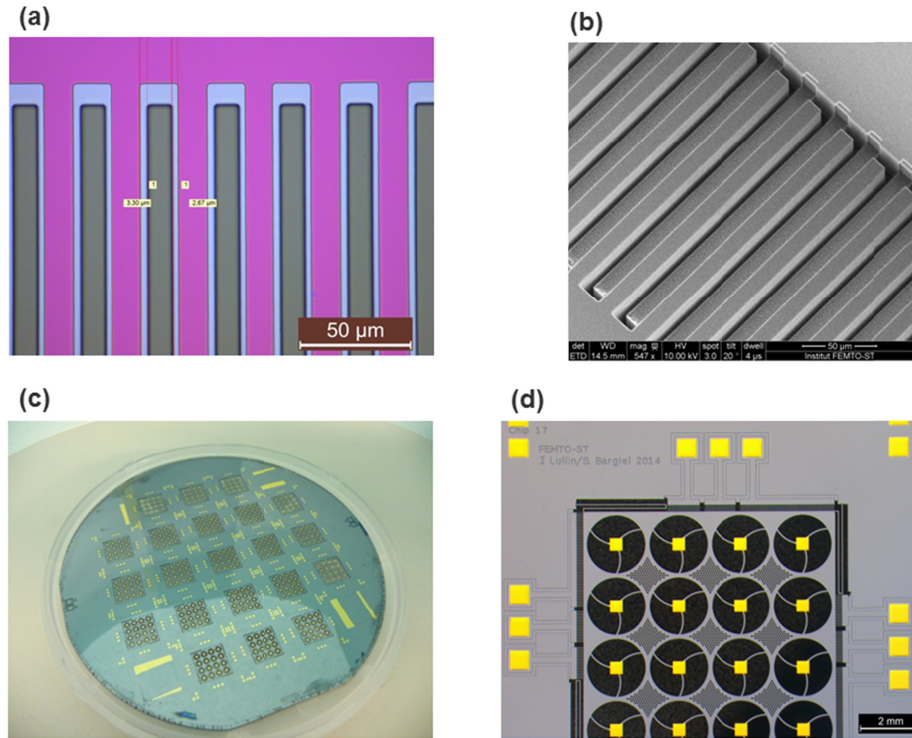 (a)
1
1
3.30 µm
2.67 µm
50 µm
(b)
det WD mag HV spot tilt dwell 50 µm
ETD 14.5 mm 547 x 10.00 kV 3.0 20° 4 µs Institut FEMTO-ST
(c)
(d)
Chip 17
FEMTO-ST
J Lullin/S. Bargiel 2014
2 mm